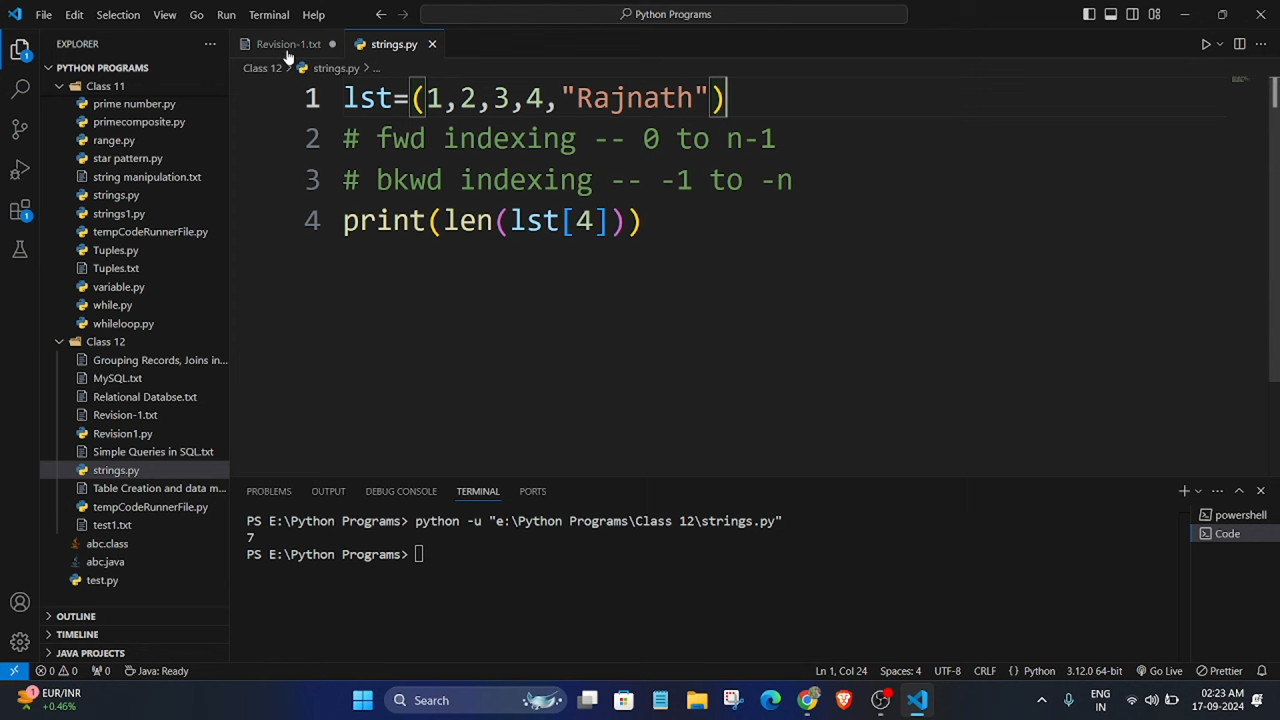 File Edit Selection View Go Run Terminal Help
Python Programs
EXPLORER
PYTHON PROGRAMS
Class 11
prime number.py
primecomposite.py
range.py
star pattern.py
string manipulation.txt
strings.py
strings1.py
tempCodeRunnerFile.py
Tuples.py
Tuples.txt
variable.py
while.py
whileloop.py
Class 12
Grouping Records, Joins in...
MySQL.txt
Relational Databse.txt
Revision-1.txt
Revision1.py
Simple Queries in SQL.txt
strings.py
Table Creation and data m...
tempCodeRunnerFile.py
test1.txt
abc.class
abc.java
test.py
OUTLINE
TIMELINE
JAVA PROJECTS
1
1
Revision-1.txt strings.py
Class 12 > strings.py > ...
1 lst=(1,2,3,4,"Rajnath")
2 # fwd indexing -- 0 to n-1
3 # bkwd indexing -- -1 to -n
4 print(len(lst[4]))
PROBLEMS OUTPUT DEBUG CONSOLE TERMINAL PORTS
PS E:\Python Programs> python -u "e:\Python Programs\Class 12\strings.py"
7
PS E:\Python Programs>
powershell
Code
0 0 0 Java: Ready
Ln 1, Col 24 Spaces: 4 UTF-8 CRLF {} Python 3.12.0 64-bit Go Live Prettier
1
EUR/INR
+0.46%
Search
ENG
IN
02:23 AM
17-09-2024